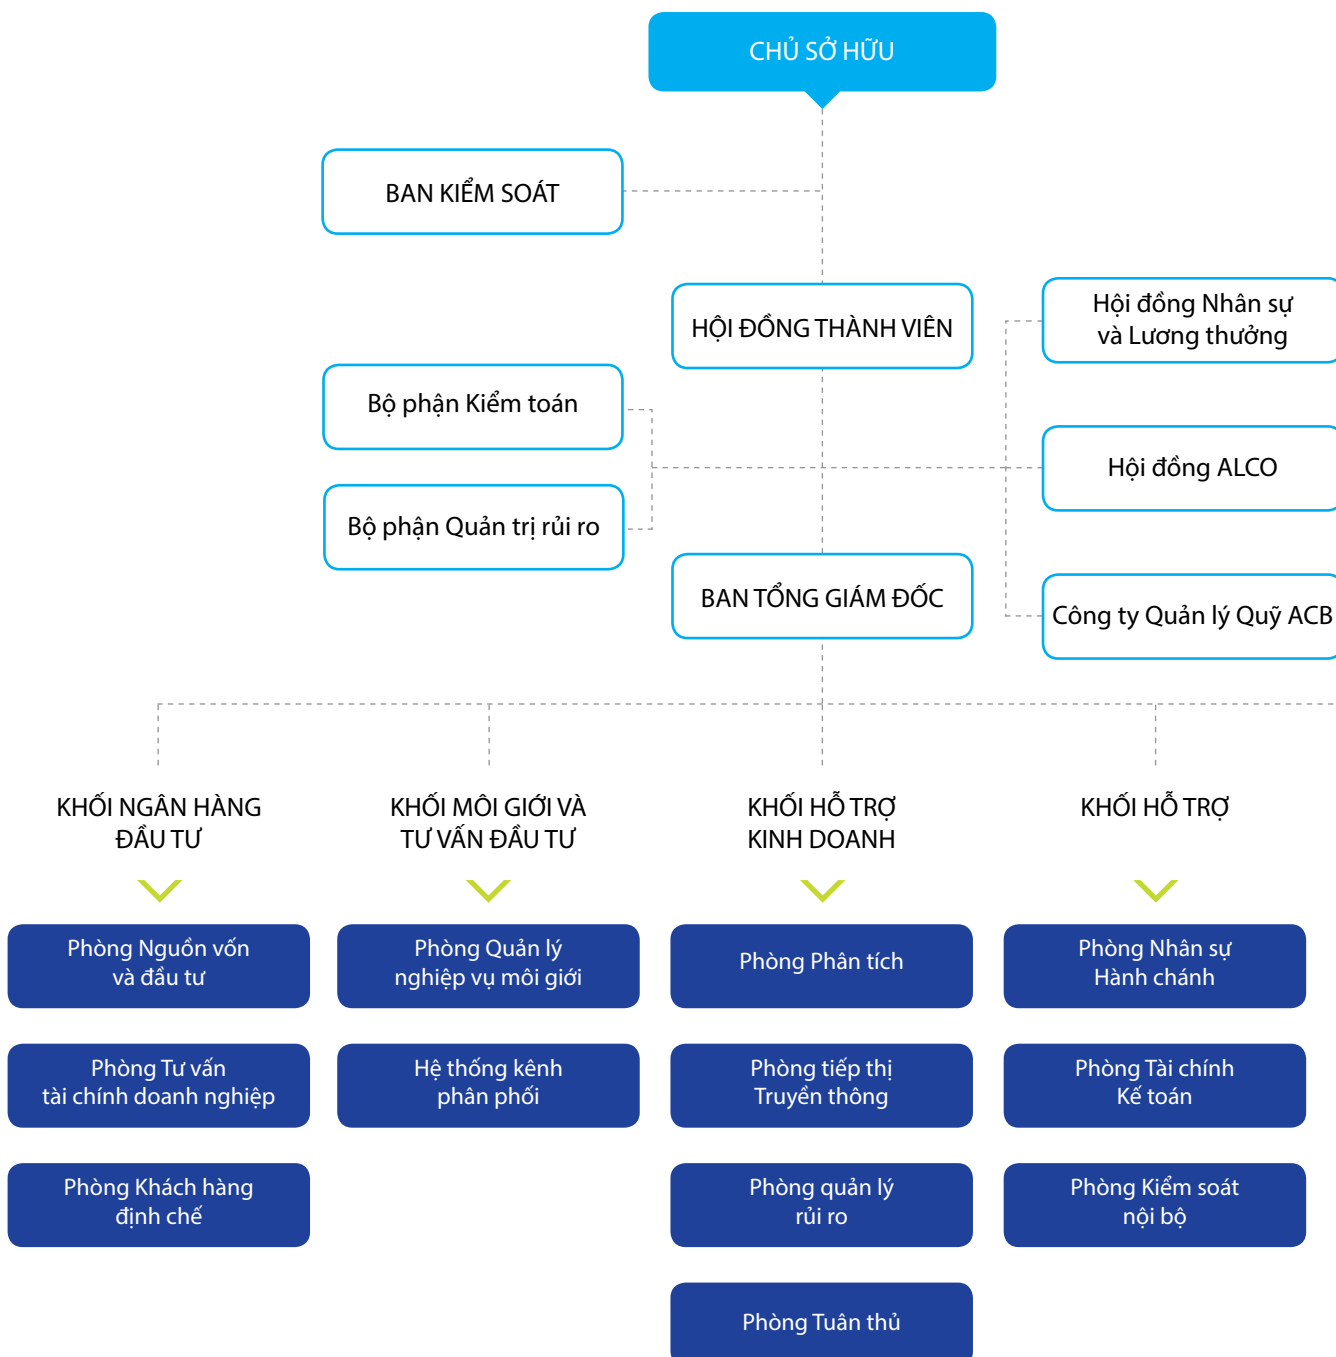 CHỦ SỞ HỮU
BAN KIỂM SOÁT
HỘI ĐỒNG THÀNH VIÊN
Hội đồng Nhân sự
và Lương thưởng
Bộ phận Kiểm toán
Hội đồng ALCO
Bộ phận Quản trị rủi ro
BAN TỔNG GIÁM ĐỐC
Công ty Quản lý Quỹ ACB
KHỐI NGÂN HÀNG
ĐẦU TƯ
Phòng Nguồn vốn
và đầu tư
Phòng Tư vấn
tài chính doanh nghiệp
Phòng Khách hàng
định chế
KHỐI MÔI GIỚI VÀ
TƯ VẤN ĐẦU TƯ
Phòng Quản lý
nghiệp vụ môi giới
Hệ thống kênh
phân phối
KHỐI HỖ TRỢ
KINH DOANH
Phòng Phân tích
Phòng tiếp thị
Truyền thông
Phòng quản lý
rủi ro
Phòng Tuân thủ
KHỐI HỖ TRỢ
Phòng Nhân sự
Hành chánh
Phòng Tài chính
Kế toán
Phòng Kiểm soát
nội bộ